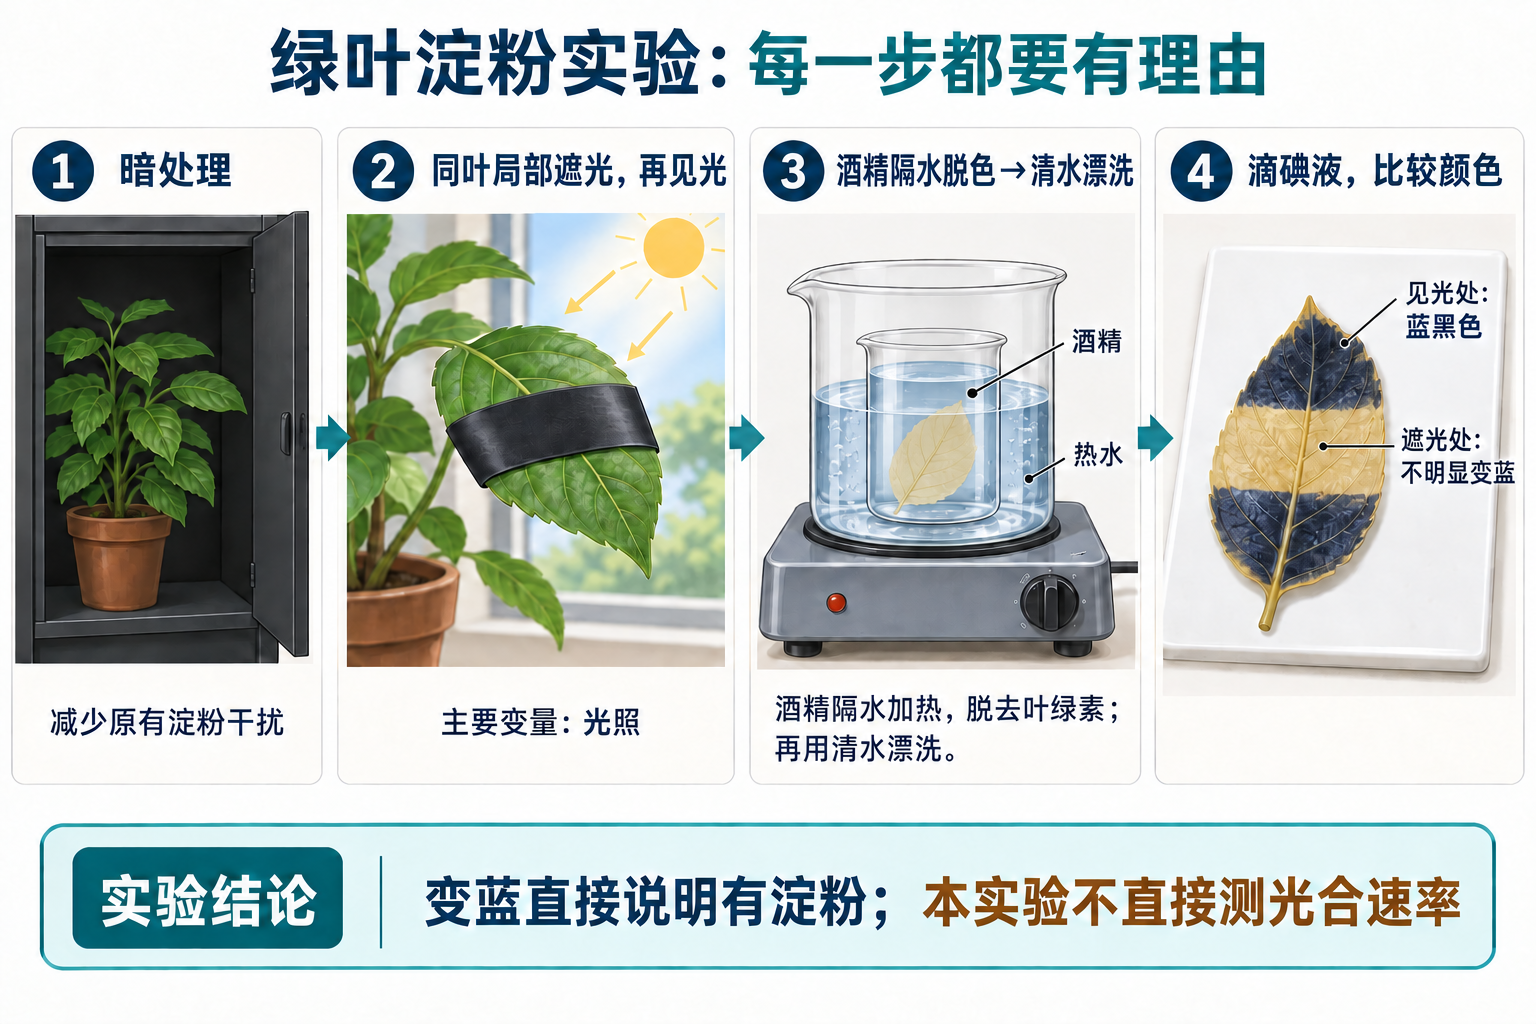 绿叶淀粉实验：每一步都要有理由
1 暗处理
减少原有淀粉干扰
2 同叶局部遮光，再见光
主要变量：光照
3 酒精隔水脱色→清水漂洗
酒精
热水
酒精隔水加热，脱去叶绿素；
再用清水漂洗。
4 滴碘液，比较颜色
见光处：
蓝黑色
遮光处：
不明显变蓝
实验结论
变蓝直接说明有淀粉；本实验不直接测光合速率